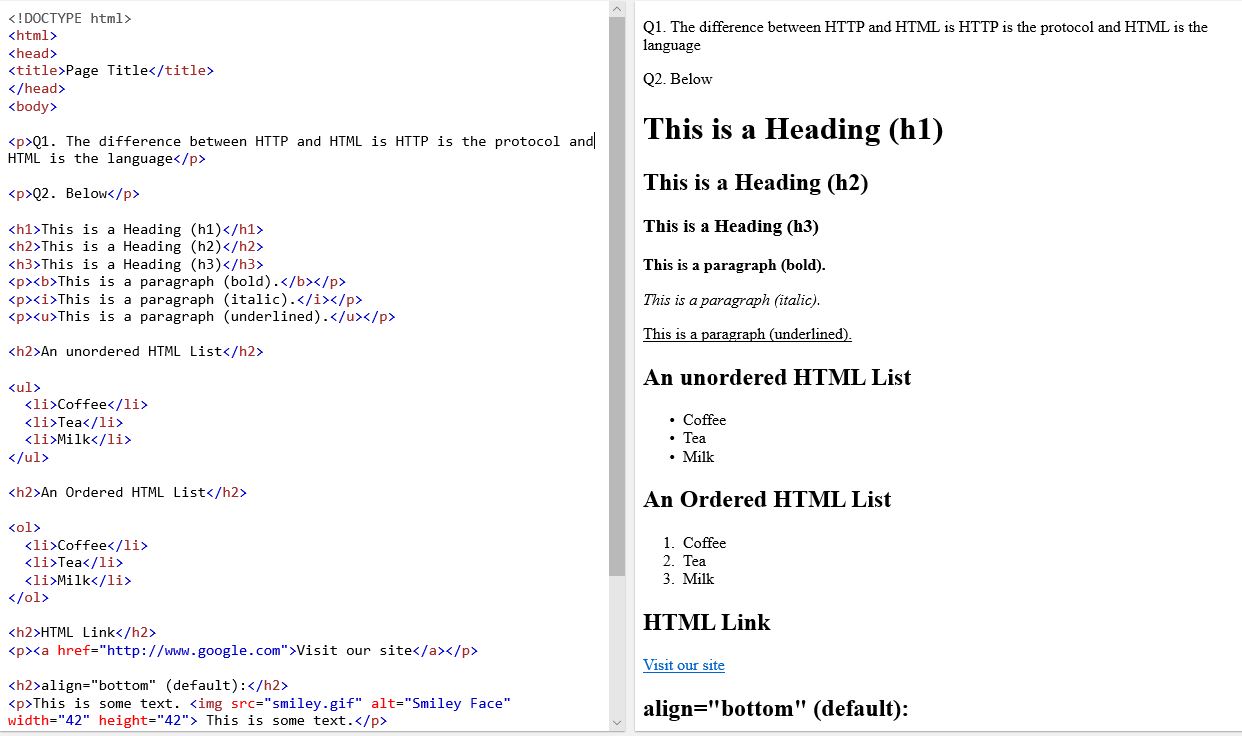 <!DOCTYPE html>
<html>
<head>
<title>Page Title</title>
</head>
<body>
<p>Q1. The difference between HTTP and HTML is HTTP is the protocol and
HTML is the language</p>
<p>Q2. Below</p>
<h1>This is a Heading (h1)</h1>
<h2>This is a Heading (h2)</h2>
<h3>This is a Heading (h3)</h3>
<p><b>This is a paragraph (bold).</b></p>
<p><i>This is a paragraph (italic).</i></p>
<p><u>This is a paragraph (underlined).</u></p>
<h2>An unordered HTML List</h2>
<ul>
<li>Coffee</li>
<li>Tea</li>
<li>Milk</li>
</ul>
<h2>An Ordered HTML List</h2>
<ol>
<li>Coffee</li>
<li>Tea</li>
<li>Milk</li>
</ol>
<h2>HTML Link</h2>
<p><a href="http://www.google.com">Visit our site</a></p>
<h2>align="bottom" (default):</h2>
<p>This is some text. <img src="smiley.gif" alt="Smiley Face"
width="42" height="42"> This is some text.</p>
Q1. The difference between HTTP and HTML is HTTP is the protocol and HTML is the
language
Q2. Below
This is a Heading (h1)
This is a Heading (h2)
This is a Heading (h3)
This is a paragraph (bold).
This is a paragraph (italic).
This is a paragraph (underlined).
An unordered HTML List
• Coffee
• Tea
• Milk
An Ordered HTML List
1. Coffee
2. Tea
3. Milk
HTML Link
Visit our site
align="bottom" (default):